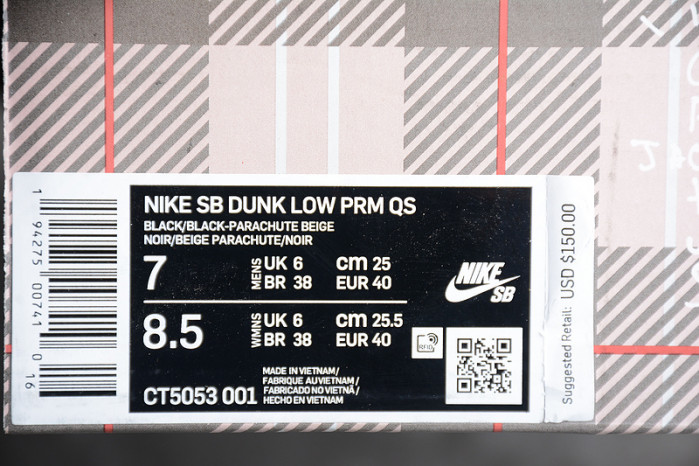 NIKE SB DUNK LOW PRM QS
BLACK/BLACK-PARACHUTE BEIGE
NOIR/BEIGE PARACHUTE/NOIR
7 MENS UK 6 cm 25
BR 38 EUR 40
8.5 WMNS UK 6 cm 25.5
BR 38 EUR 40
CT5053 001
MADE IN VIETNAM/
FABRIQUE AU VIETNAM/
FABRICADO NO VIETNÃ/
HECHO EN VIETNAM
NIKE
SB
RFID
1 94275 00741 0 16
Suggested Retail: USD $150.00